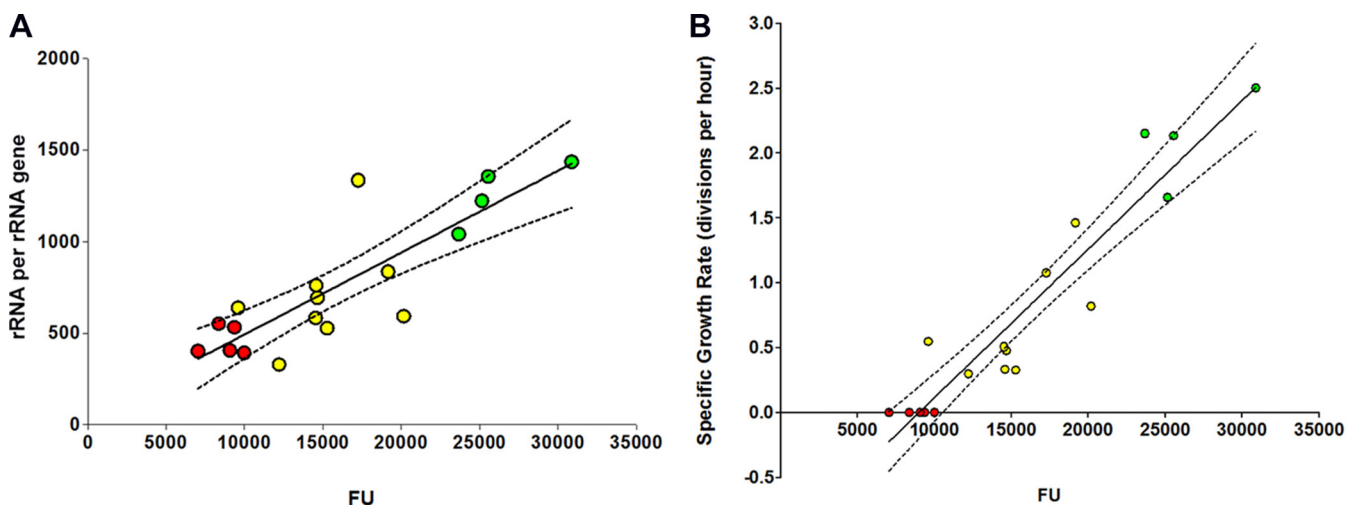 A
rRNA per rRNA gene
2000
1500
1000
500
0
0 5000 10000 15000 20000 25000 30000 35000
FU
B
Specific Growth Rate (divisions per hour)
3.0
2.5
2.0
1.5
1.0
0.5
0.0
-0.5
5000 10000 15000 20000 25000 30000 35000
FU